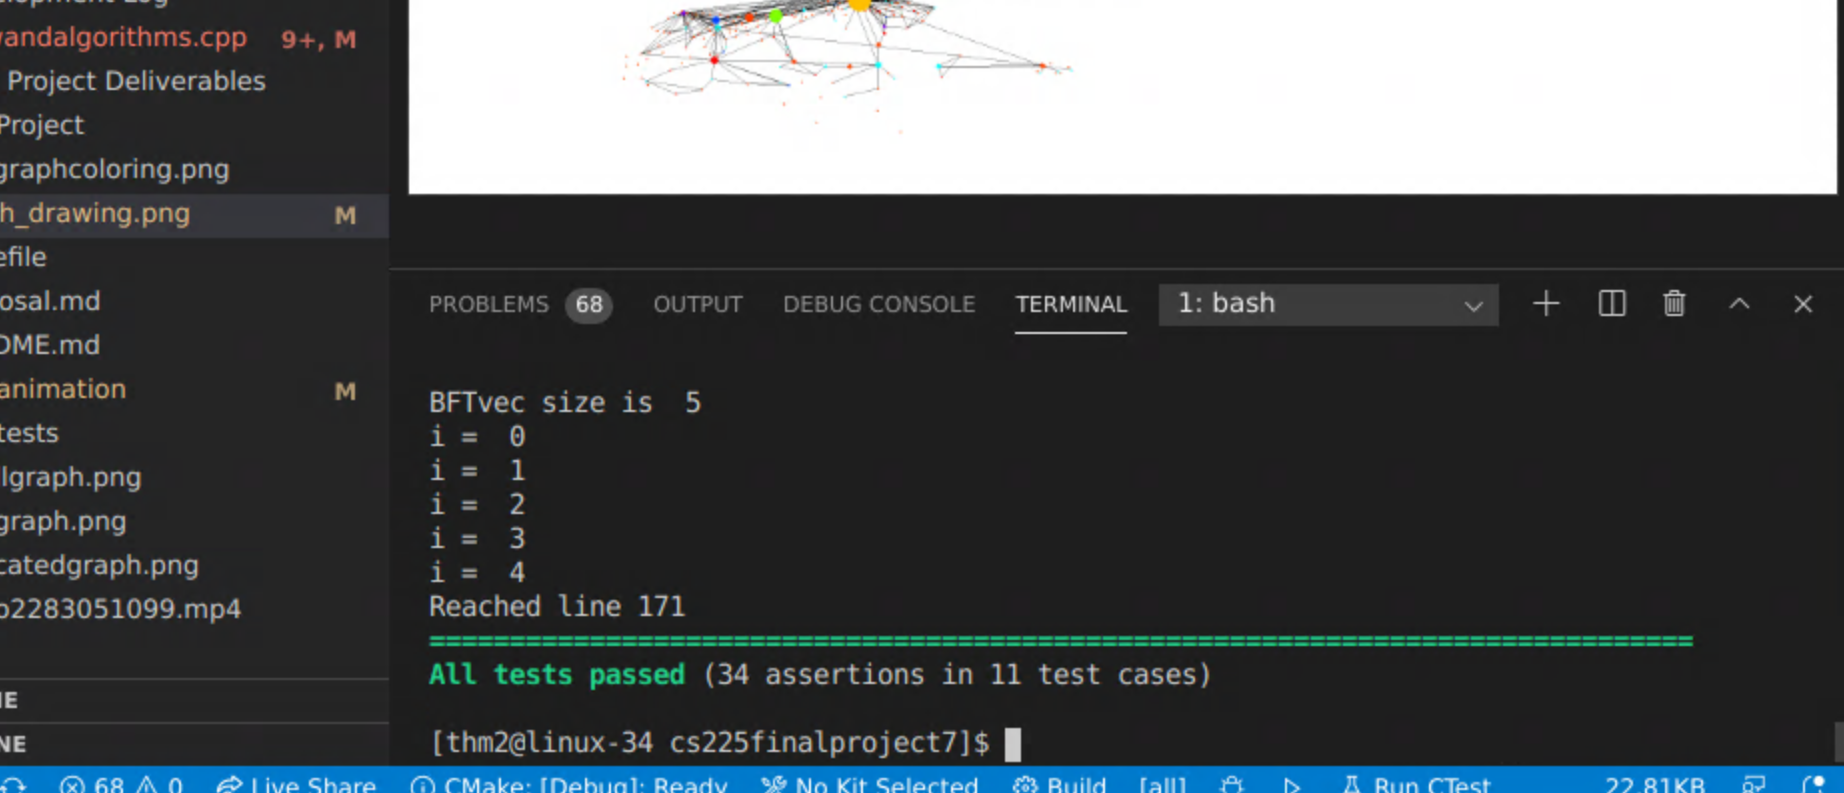 andalgorithms.cpp 9+, M
Project Deliverables
Project
graphcoloring.png
h_drawing.png M
efile
osal.md
OME.md
animation M
tests
lgraph.png
graph.png
catedgraph.png
o2283051099.mp4
NE
PROBLEMS 68 OUTPUT DEBUG CONSOLE TERMINAL 1: bash
BFTvec size is 5
i = 0
i = 1
i = 2
i = 3
i = 4
Reached line 171
================================================================================
All tests passed (34 assertions in 11 test cases)
[thm2@linux-34 cs225finalproject7]$
68 0 Live Share CMake: [Debug]: Ready No Kit Selected Build [all] Run CTest 22.81KB